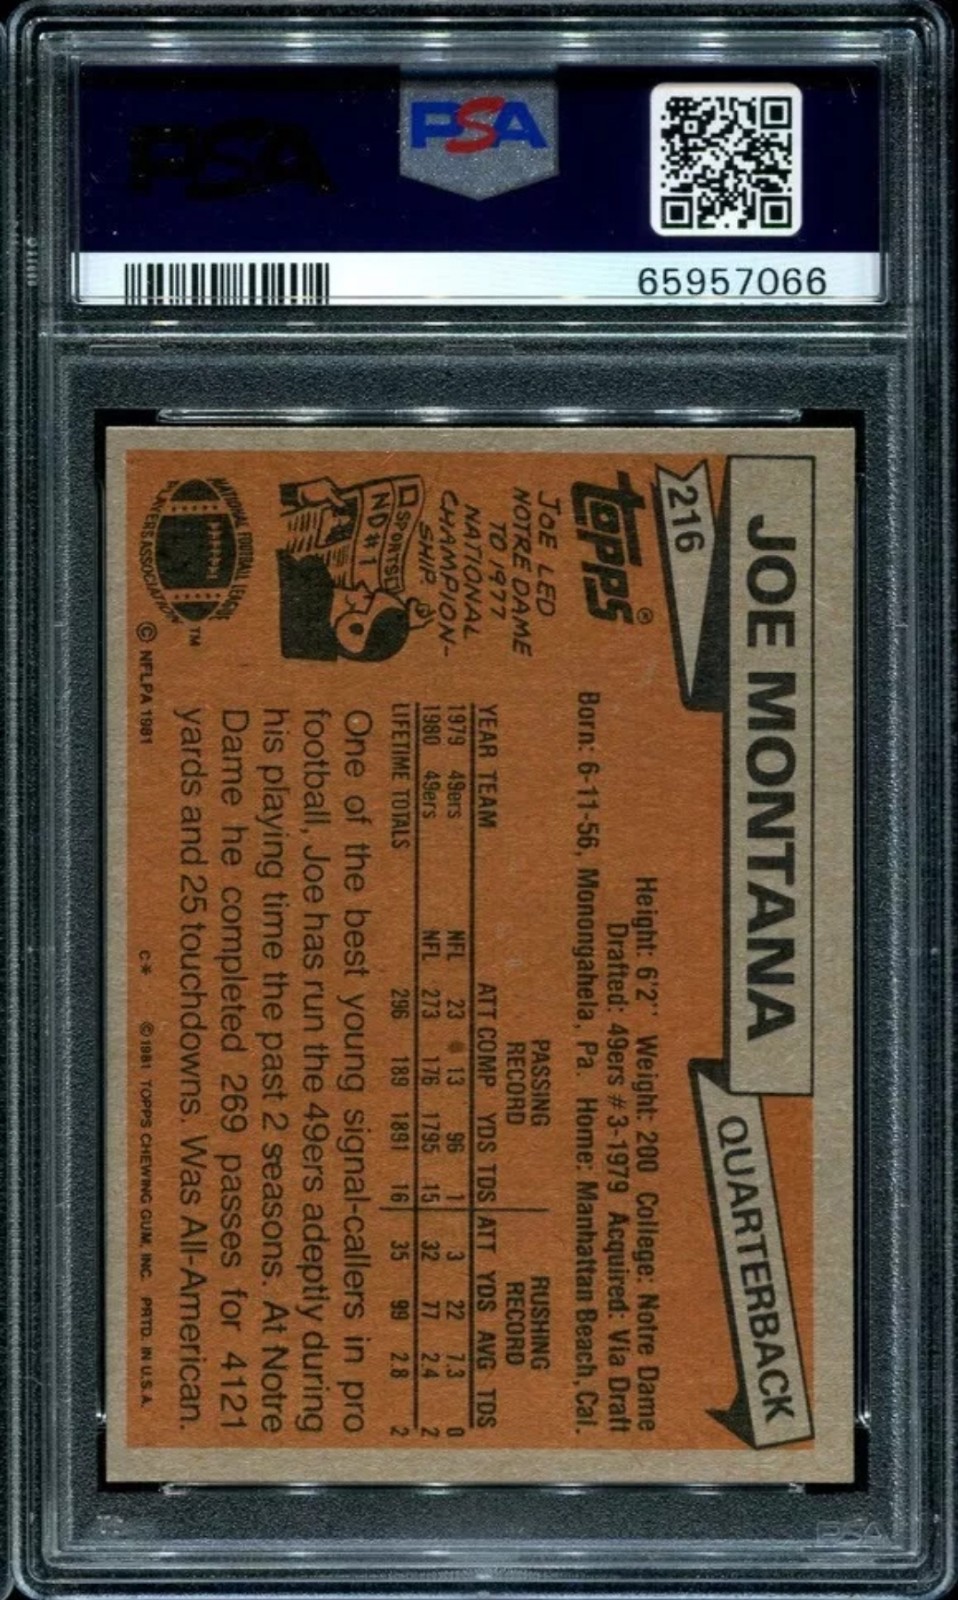 PSA
PSA
65957066
JOE MONTANA
QUARTERBACK
216
topps®
Height: 6'2" Weight: 200 College: Notre Dame
Drafted: 49ers #3-1979 Acquired: Via Draft
Born: 6-11-56, Monongahela, Pa. Home: Manhattan Beach, Cal.
JOE LED
NOTRE DAME
TO 1977
NATIONAL
CHAMPION-
SHIP.
SPORTS
ND #1
PASSING RECORD RUSHING RECORD
YEAR TEAM ATT COMP YDS TDS ATT YDS AVG TDS
1979 49ers NFL 23 13 96 1 3 22 7.3 0
1980 49ers NFL 273 176 1795 15 32 77 2.4 2
LIFETIME TOTALS 296 189 1891 16 35 99 2.8 2
One of the best young signal-callers in pro
football, Joe has run the 49ers adeptly during
his playing time the past 2 seasons. At Notre
Dame he completed 269 passes for 4121
yards and 25 touchdowns. Was All-American.
NATIONAL FOOTBALL LEAGUE
PLAYERS ASSOCIATION
TM
© NFLPA 1981
C* ©1981 TOPPS CHEWING GUM, INC. PRTD. IN U.S.A.
PSA